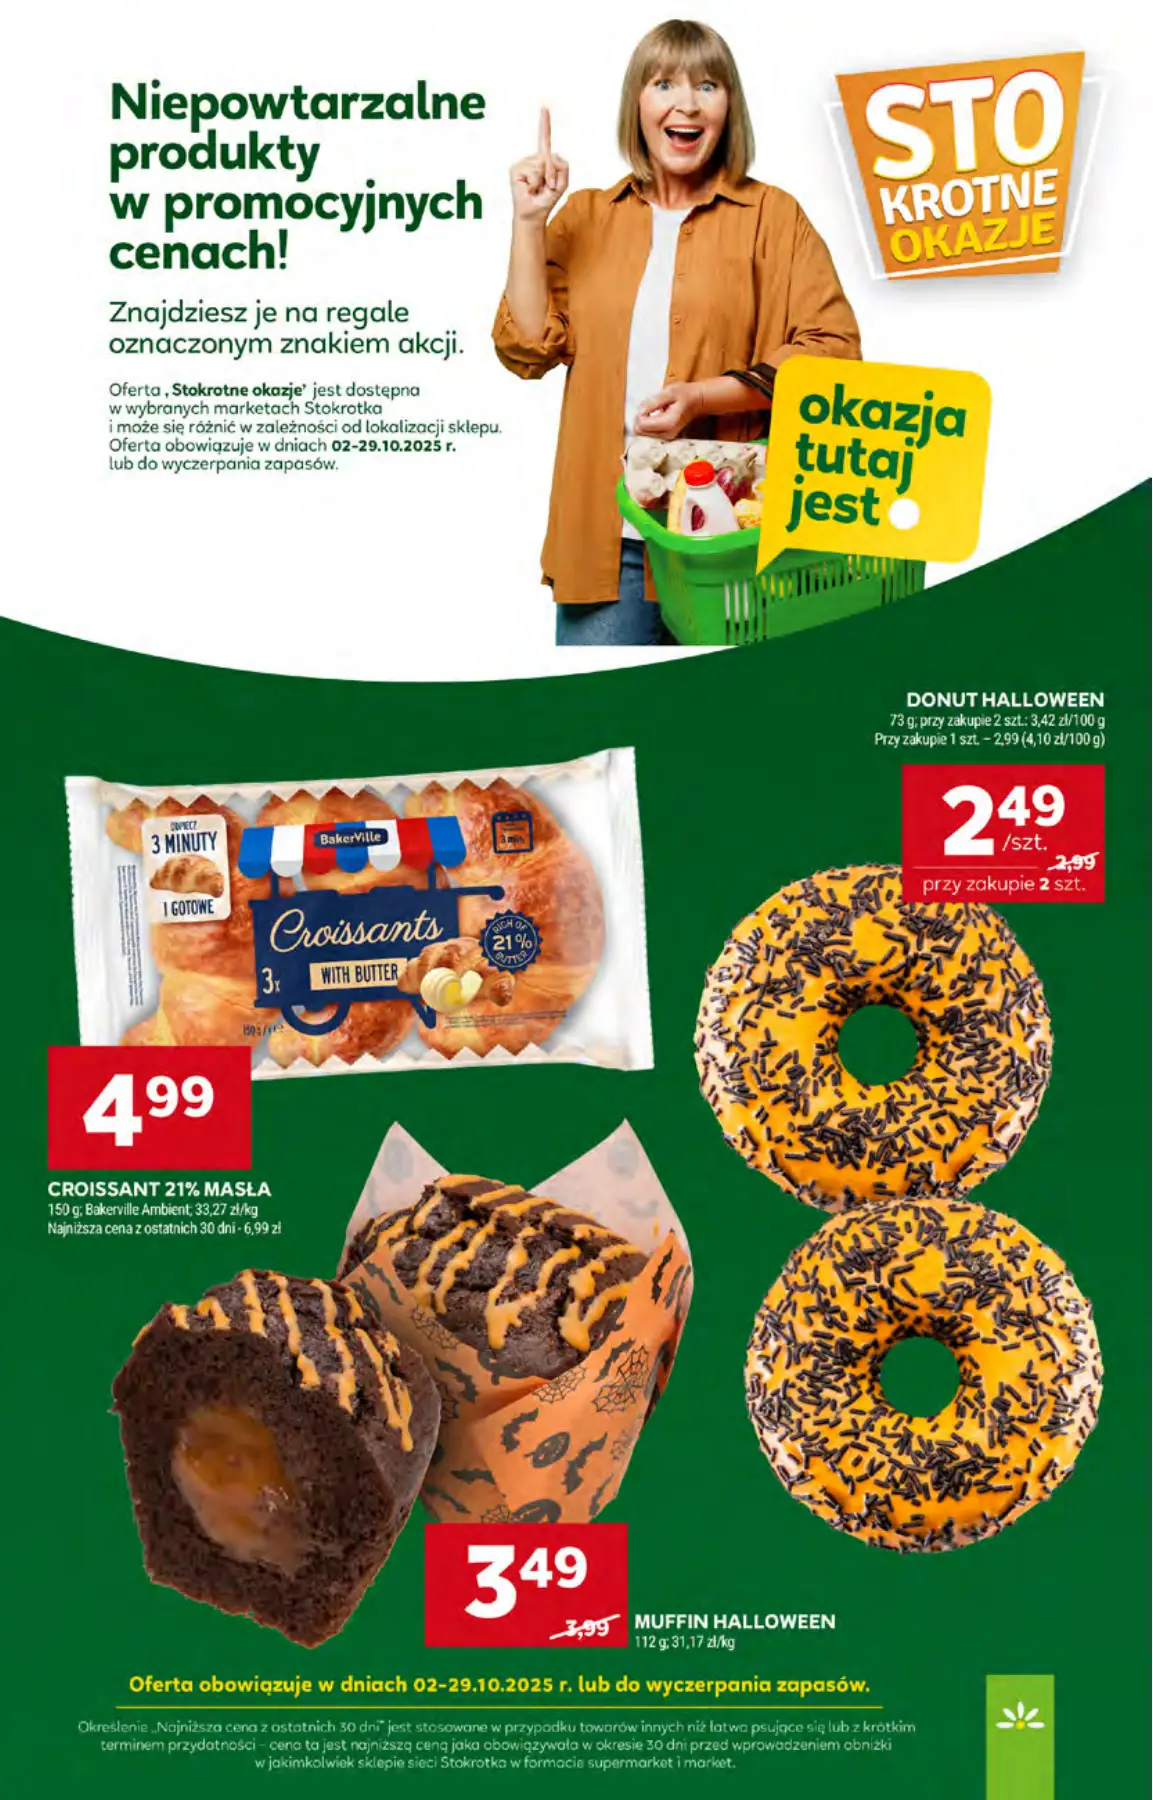 Niepowtarzalne
produkty
w promocyjnych
cenach!
Znajdziesz je na regale
oznaczonym znakiem akcji.
Oferta „Stokrotne okazje" jest dostępna
w wybranych marketach Stokrotka
i może się różnić w zależności od lokalizacji sklepu.
Oferta obowiązuje w dniach 02-29.10.2025 r.
lub do wyczerpania zapasów.
STO
KROTNE
OKAZJE
okazja
tutaj
jest
DONUT HALLOWEEN
73 g; przy zakupie 2 szt.: 3,42 zł/100 g
Przy zakupie 1 szt. – 2,99 (4,10 zł/100 g)
2 49
/szt.
2,99
przy zakupie 2 szt.
ODPIECZ
3 MINUTY
I GOTOWE
BakerVille
Croissants
3x
WITH BUTTER
RICH OF
21%
BUTTER
3 min.
150 g
4 99
CROISSANT 21% MASŁA
150 g; Bakerville Ambient; 33,27 zł/kg
Najniższa cena z ostatnich 30 dni - 6,99 zł
3 49
3,99
MUFFIN HALLOWEEN
112 g; 31,17 zł/kg
Oferta obowiązuje w dniach 02-29.10.2025 r. lub do wyczerpania zapasów.
Określenie „Najniższa cena z ostatnich 30 dni" jest stosowane w przypadku towarów innych niż łatwo psujące się lub z krótkim
terminem przydatności - cena ta jest najniższą ceną jaka obowiązywała w okresie 30 dni przed wprowadzeniem obniżki
w jakimkolwiek sklepie sieci Stokrotka w formacie supermarket i market.